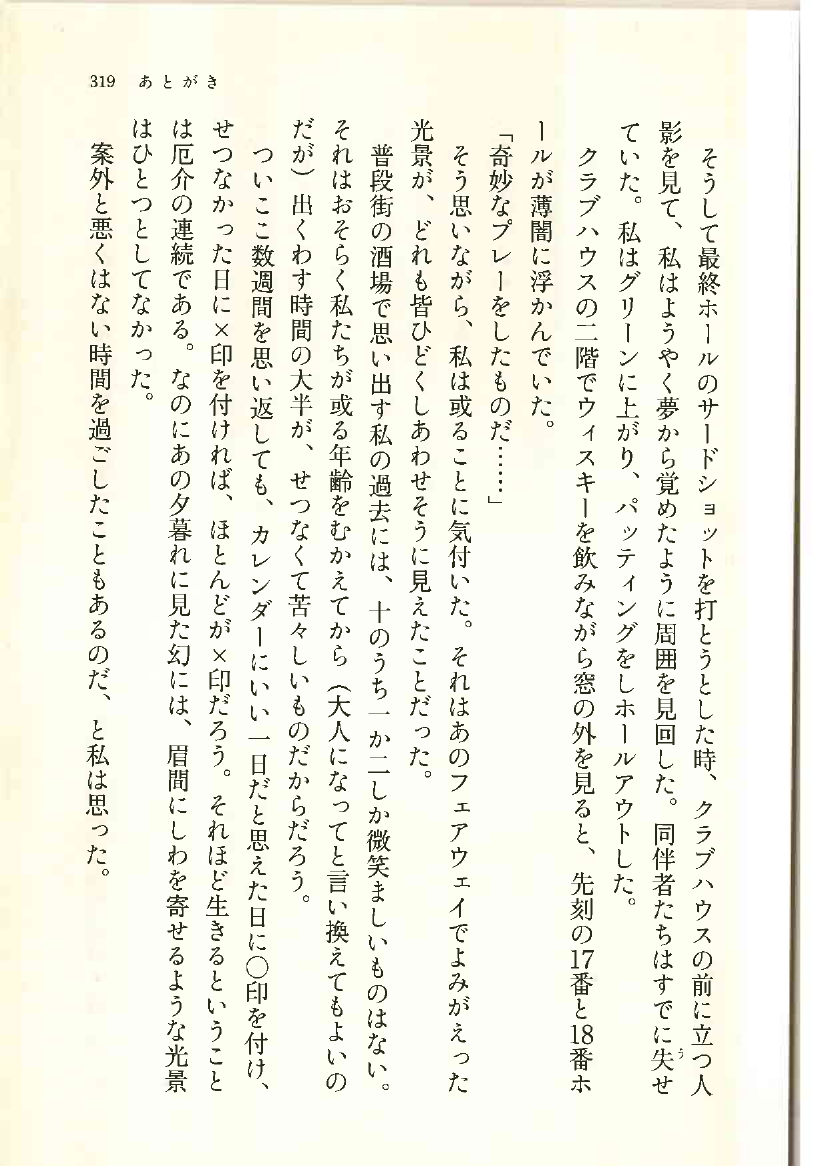 319 あとがき
　そうして最終ホールのサードショットを打とうとした時、クラブハウスの前に立つ人
影を見て、私はようやく夢から覚めたように周囲を見回した。同伴者たちはすでに失せ
ていた。私はグリーンに上がり、パッティングをしホールアウトした。
　クラブハウスの二階でウィスキーを飲みながら窓の外を見ると、先刻の17番と18番ホ
ールが薄闇に浮かんでいた。
「奇妙なプレーをしたものだ……」
　そう思いながら、私は或ることに気付いた。それはあのフェアウェイでよみがえった
光景が、どれも皆ひどくしあわせそうに見えたことだった。
　普段街の酒場で思い出す私の過去には、十のうち一か二しか微笑ましいものはない。
それはおそらく私たちが或る年齢をむかえてから（大人になってと言い換えてもよいの
だが）出くわす時間の大半が、せつなくて苦々しいものだからだろう。
　ついここ数週間を思い返しても、カレンダーにいい一日だと思えた日に〇印を付け、
せつなかった日に×印を付ければ、ほとんどが×印だろう。それほど生きるということ
は厄介の連続である。なのにあの夕暮れに見た幻には、眉間にしわを寄せるような光景
はひとつとしてなかった。
　案外と悪くはない時間を過ごしたこともあるのだ、と私は思った。